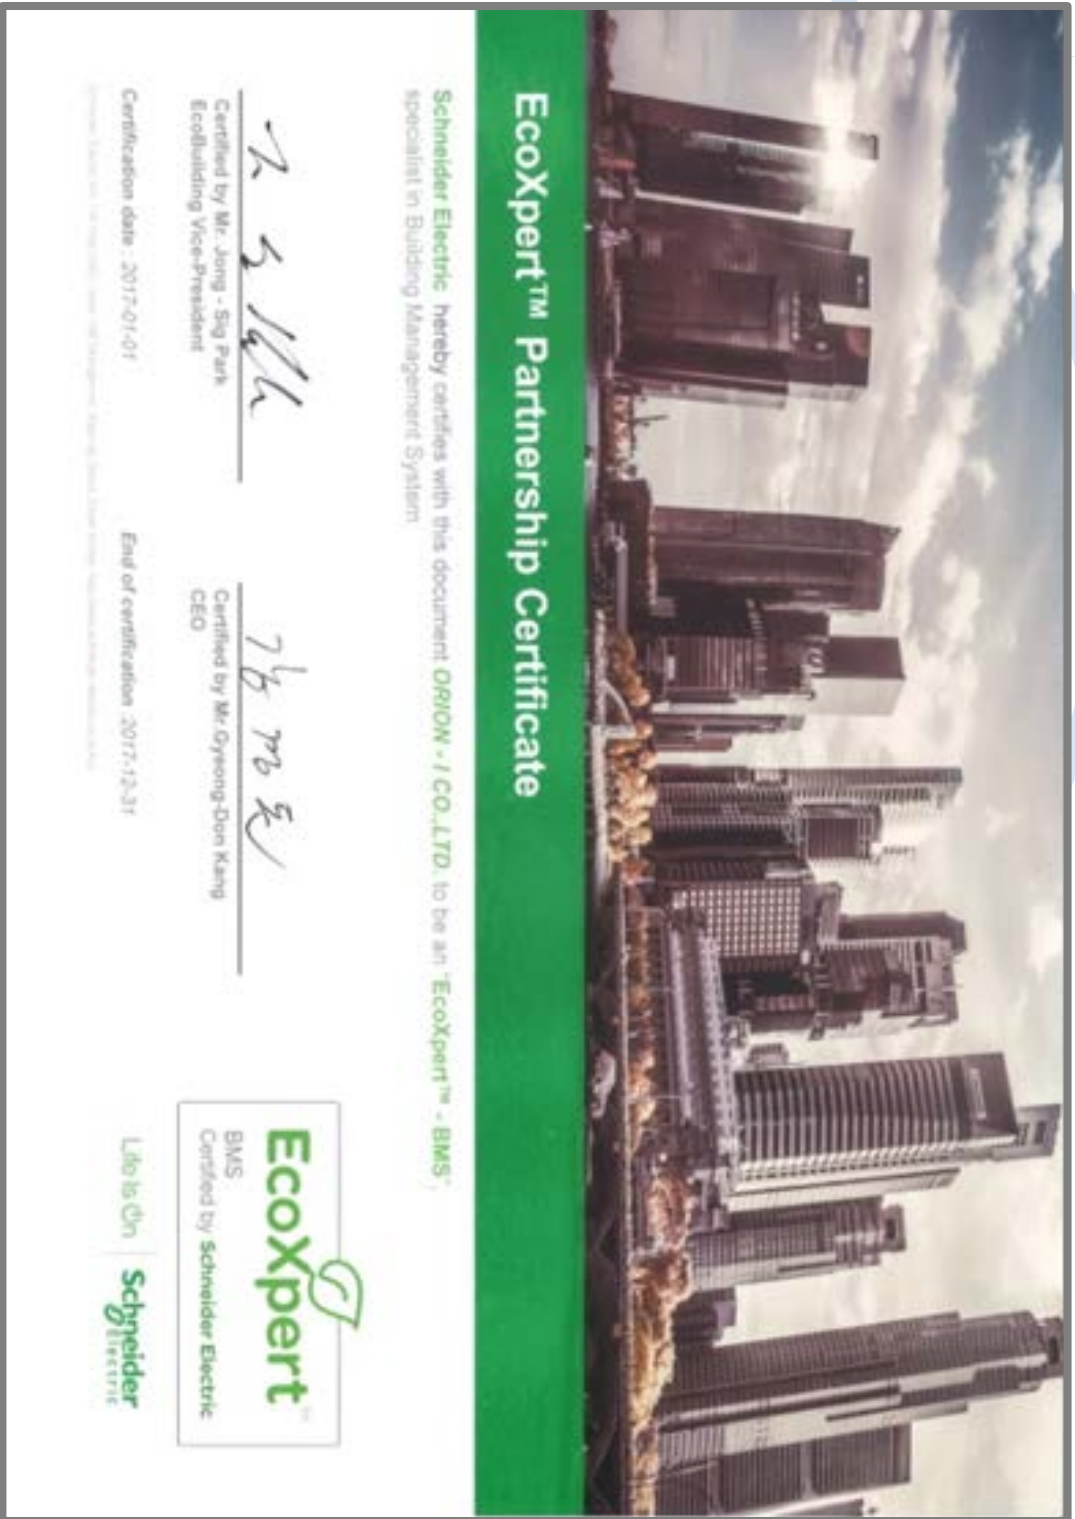 EcoXpert™ Partnership Certificate
Schneider Electric hereby certifies with this document ORION - I CO.,LTD. to be an "EcoXpert™ - BMS",
specialist in Building Management System
Certified by Mr. Jong - Sig Park
EcoBuilding Vice-President
Certified by Mr.Gyeong-Don Kang
CEO
Certification date : 2017-01-01
End of certification :2017-12-31
EcoXpert™
BMS
Certified by Schneider Electric
Life Is On
Schneider
Electric